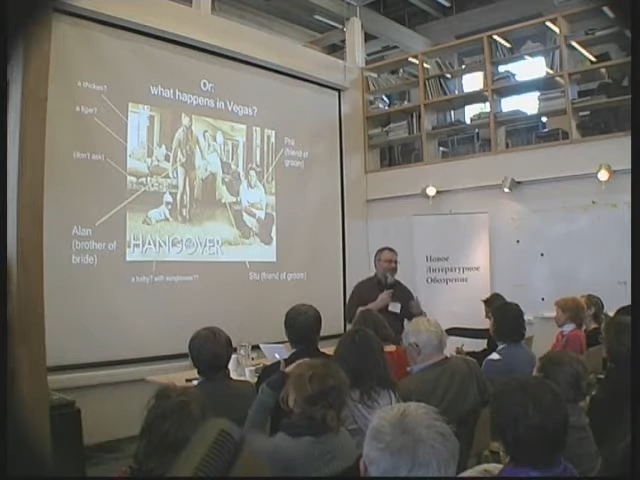 Or:
what happens in Vegas?
a chicken?
a tiger?
(don't ask)
Phil
(friend of
groom)
Alan
(brother of
bride)
HANGOVER
a baby? with sunglasses??
Stu (friend of groom)
Новое
Литературное
Обозрение